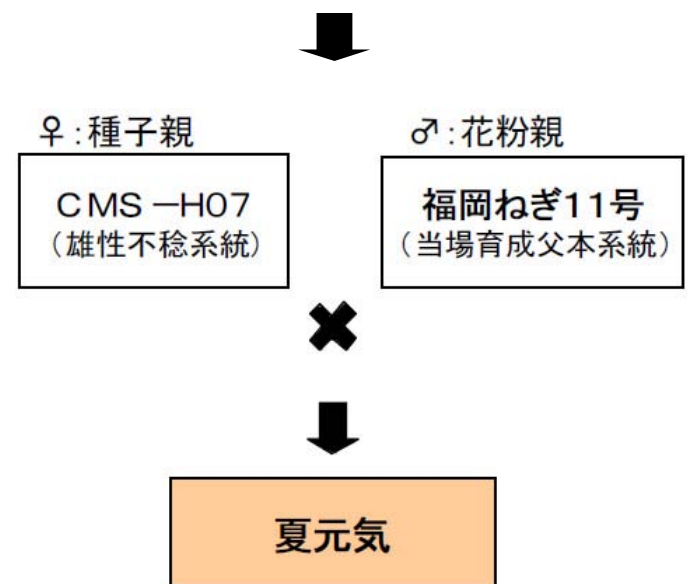 ♀:種子親
♂:花粉親
CMS－H07
(雄性不稔系統)
福岡ねぎ11号
(当場育成父本系統)
夏元気